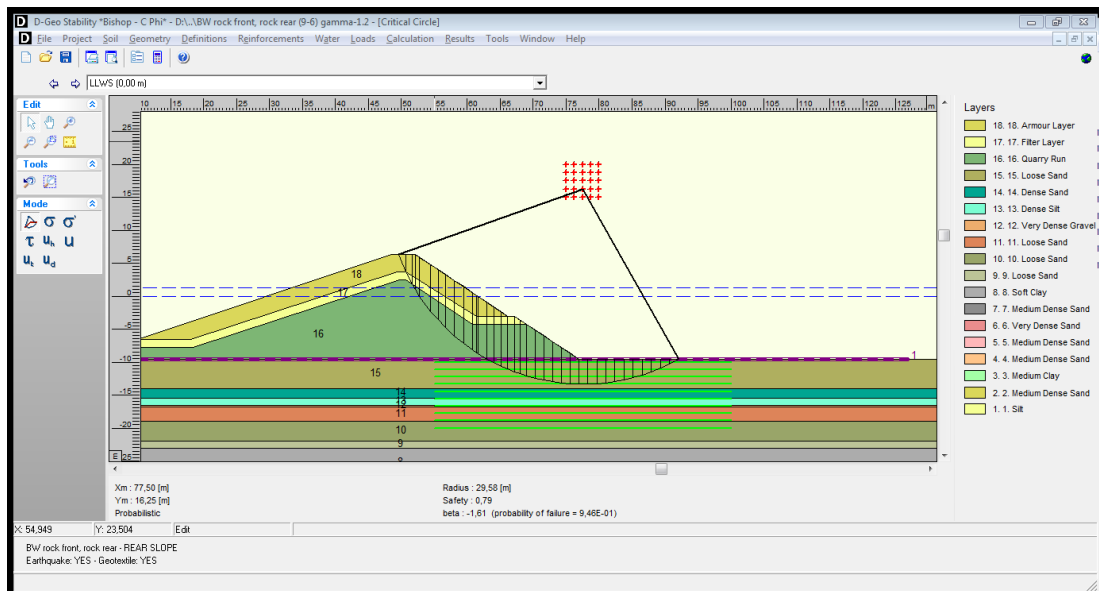 D-Geo Stability *Bishop - C Phi* - D:\..\BW rock front, rock rear (9-6) gamma-1.2 - [Critical Circle]
File Project Soil Geometry Definitions Reinforcements Water Loads Calculation Results Tools Window Help
LLWS (0,00 m)
Edit
Tools
Mode
10 15 20 25 30 35 40 45 50 55 60 65 70 75 80 85 90 95 100 105 110 115 120 125 m
25
20
15
10
5
0
-5
-10
-15
-20
E 25
18
17
16
15
14
13
12
11
10
9
8
1
Layers
18. 18. Armour Layer
17. 17. Filter Layer
16. 16. Quarry Run
15. 15. Loose Sand
14. 14. Dense Sand
13. 13. Dense Silt
12. 12. Very Dense Gravel
11. 11. Loose Sand
10. 10. Loose Sand
9. 9. Loose Sand
8. 8. Soft Clay
7. 7. Medium Dense Sand
6. 6. Very Dense Sand
5. 5. Medium Dense Sand
4. 4. Medium Dense Sand
3. 3. Medium Clay
2. 2. Medium Dense Sand
1. 1. Silt
Xm : 77,50 [m]
Ym : 16,25 [m]
Probabilistic
Radius : 29,58 [m]
Safety : 0,79
beta : -1,61 (probability of failure = 9,46E-01)
X: 54,949 Y: 23,504 Edit
BW rock front, rock rear - REAR SLOPE
Earthquake: YES - Geotextile: YES